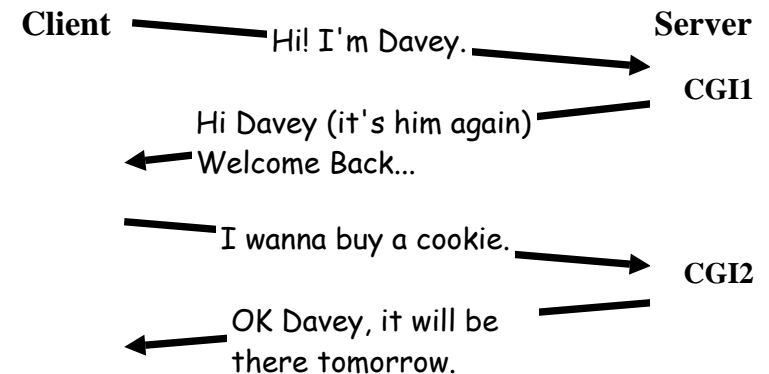 Client
Server
Hi! I'm Davey.
CGI1
Hi Davey (it's him again)
Welcome Back...
I wanna buy a cookie.
CGI2
OK Davey, it will be
there tomorrow.